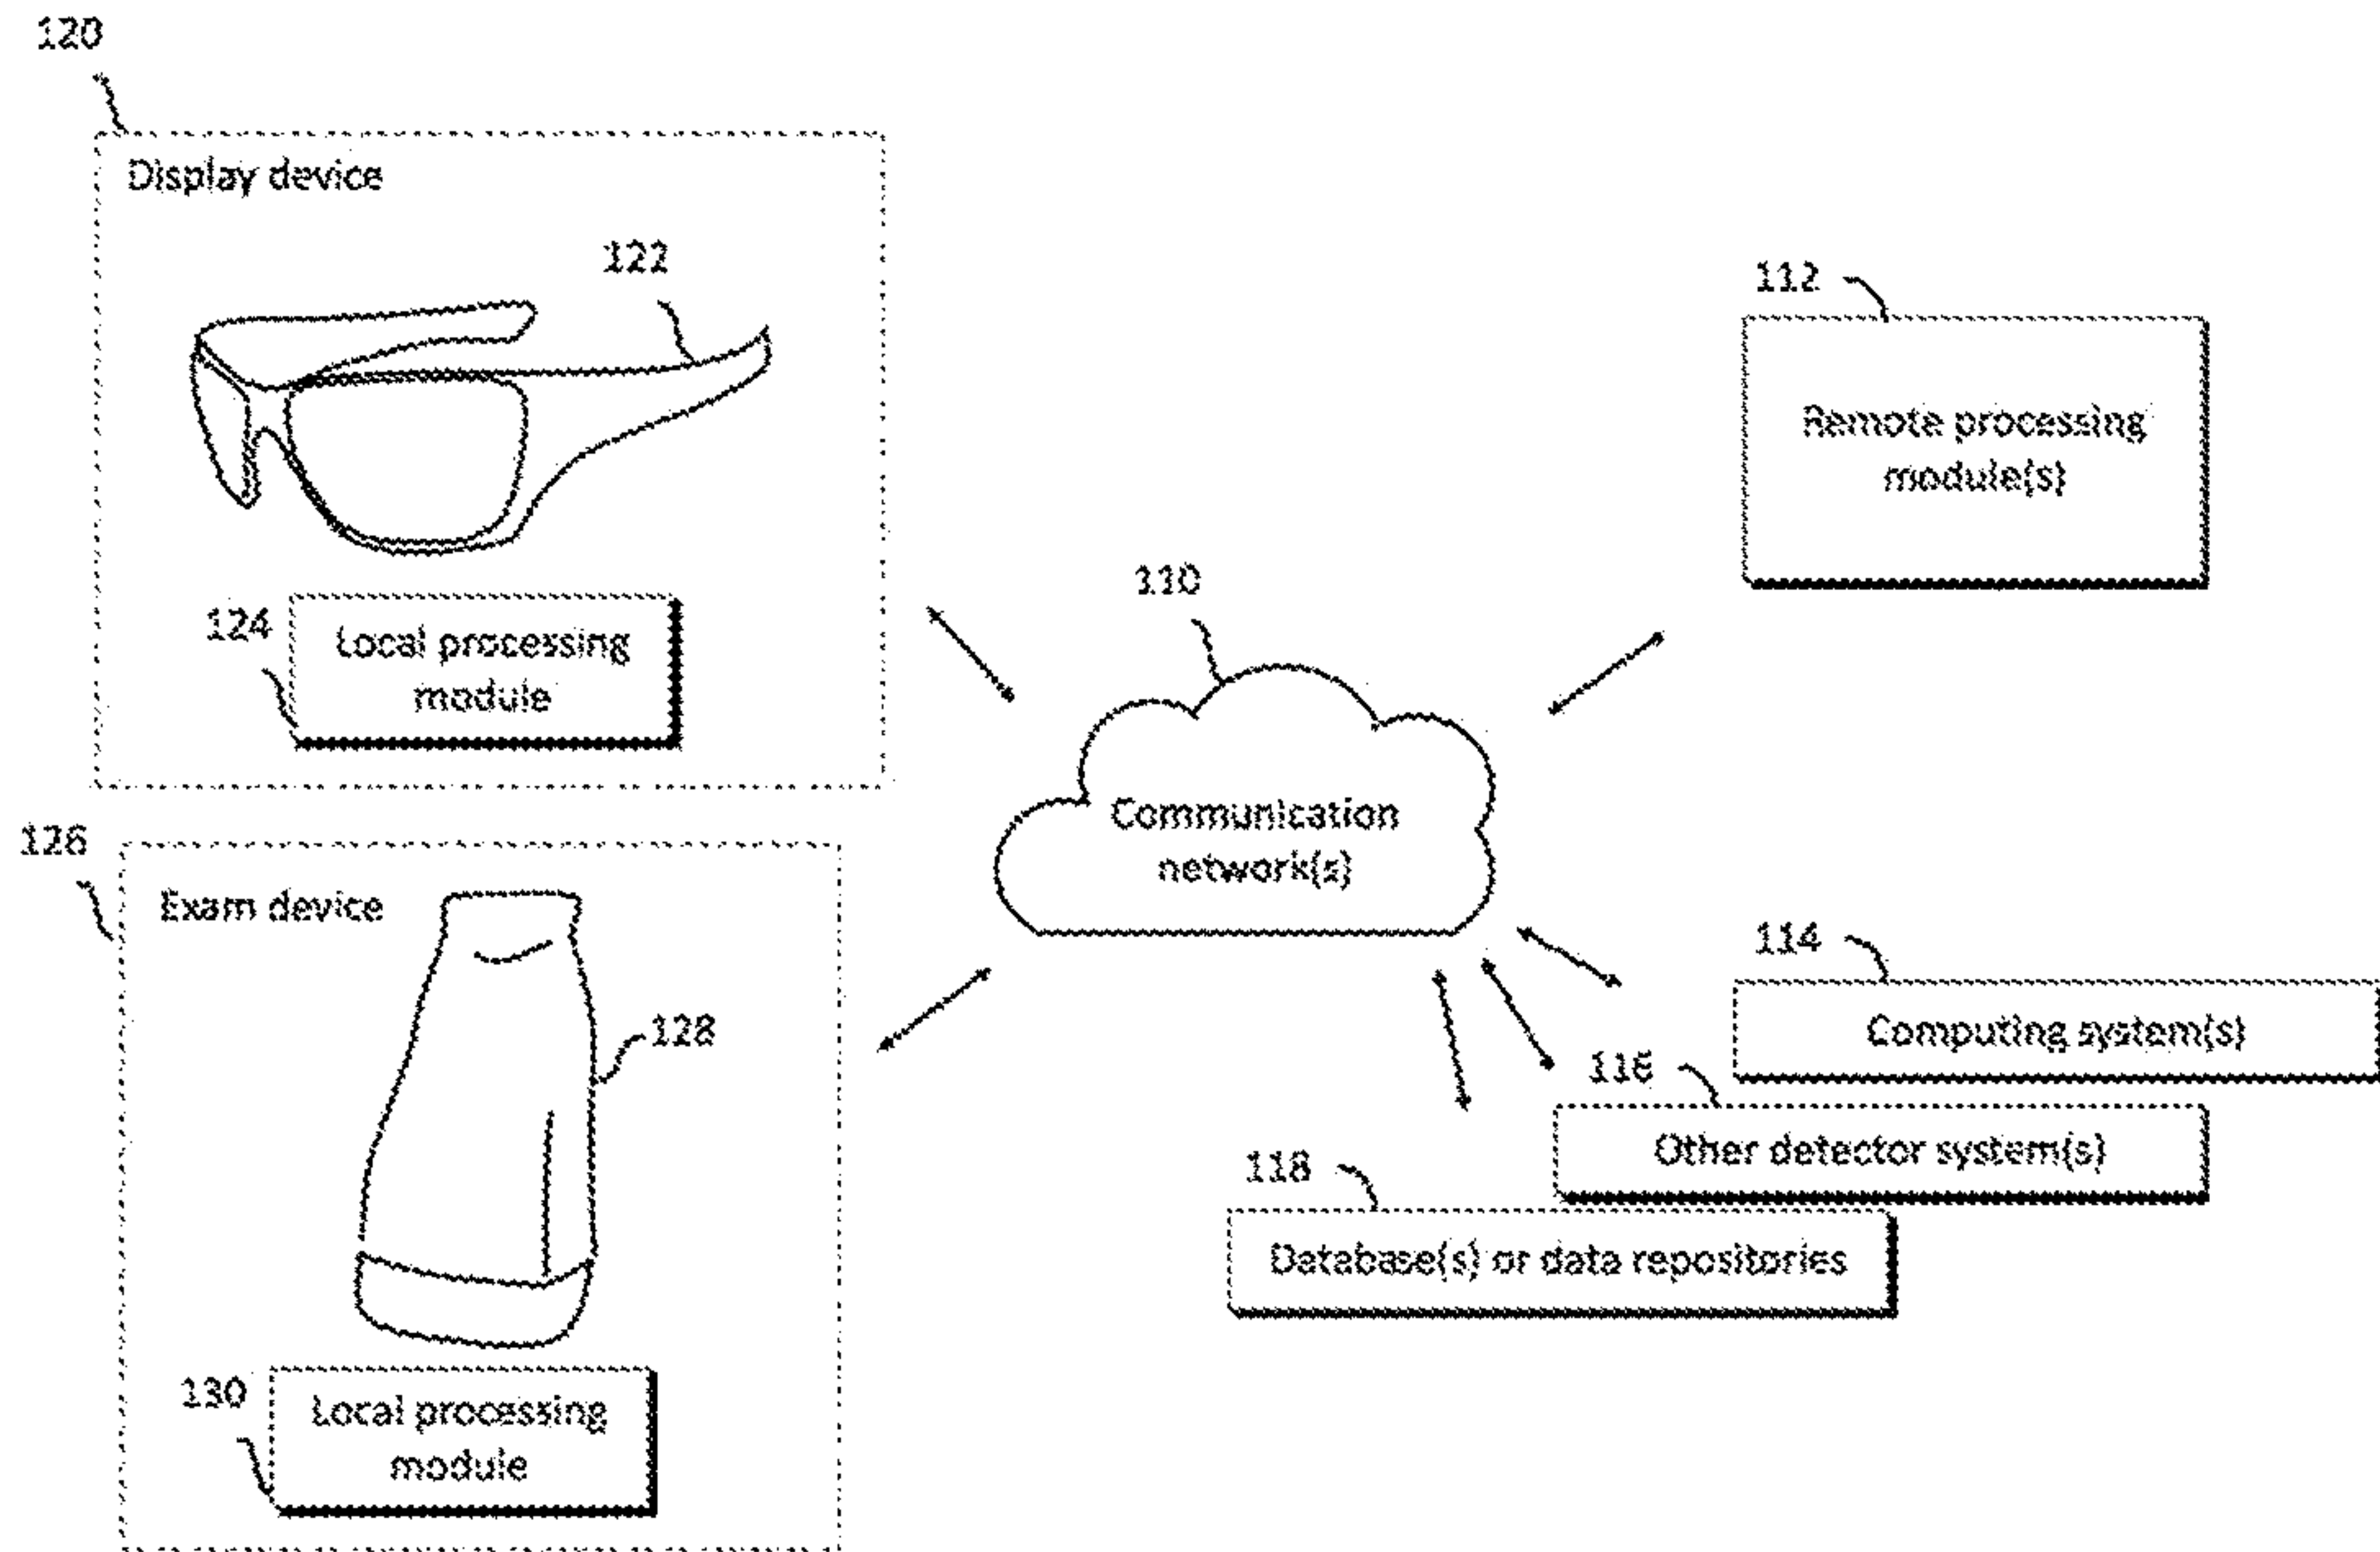 120
Display device
122
124
Local processing
module
126
Exam device
128
130
Local processing
module
110
Communication
network(s)
112
Remote processing
module(s)
114
Computing system(s)
116
Other detector system(s)
118
Database(s) or data repositories